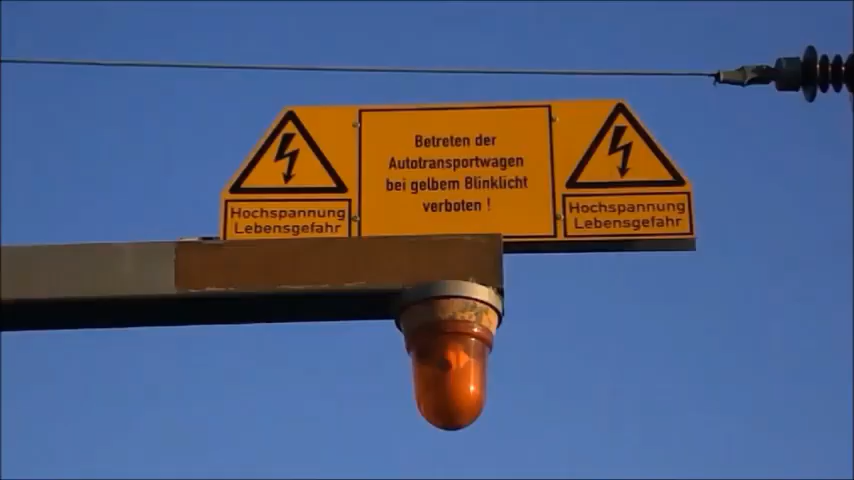 Betreten der
Autotransportwagen
bei gelbem Blinklicht
verboten !
Hochspannung
Lebensgefahr
Hochspannung
Lebensgefahr